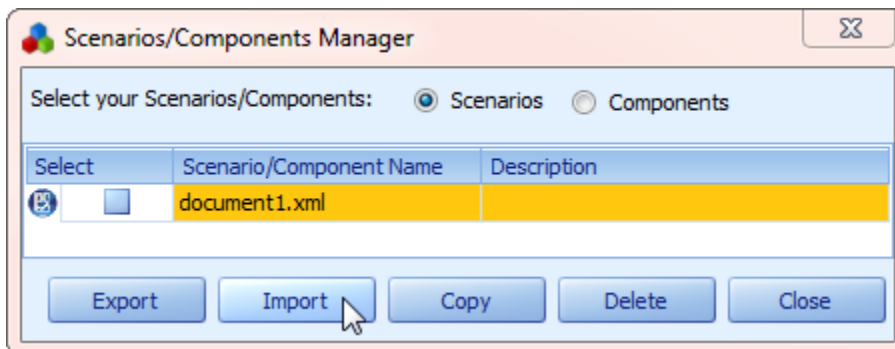 Scenarios/Components Manager
Select your Scenarios/Components: Scenarios Components
Select Scenario/Component Name Description
document1.xml
Export Import Copy Delete Close